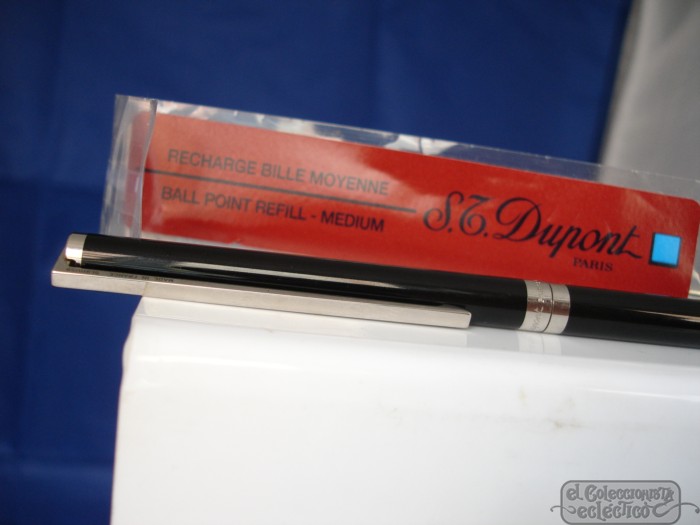 RECHARGE BILLE MOYENNE
BALL POINT REFILL - MEDIUM
S.T. Dupont
PARIS
el Coleccionista
ecléctico